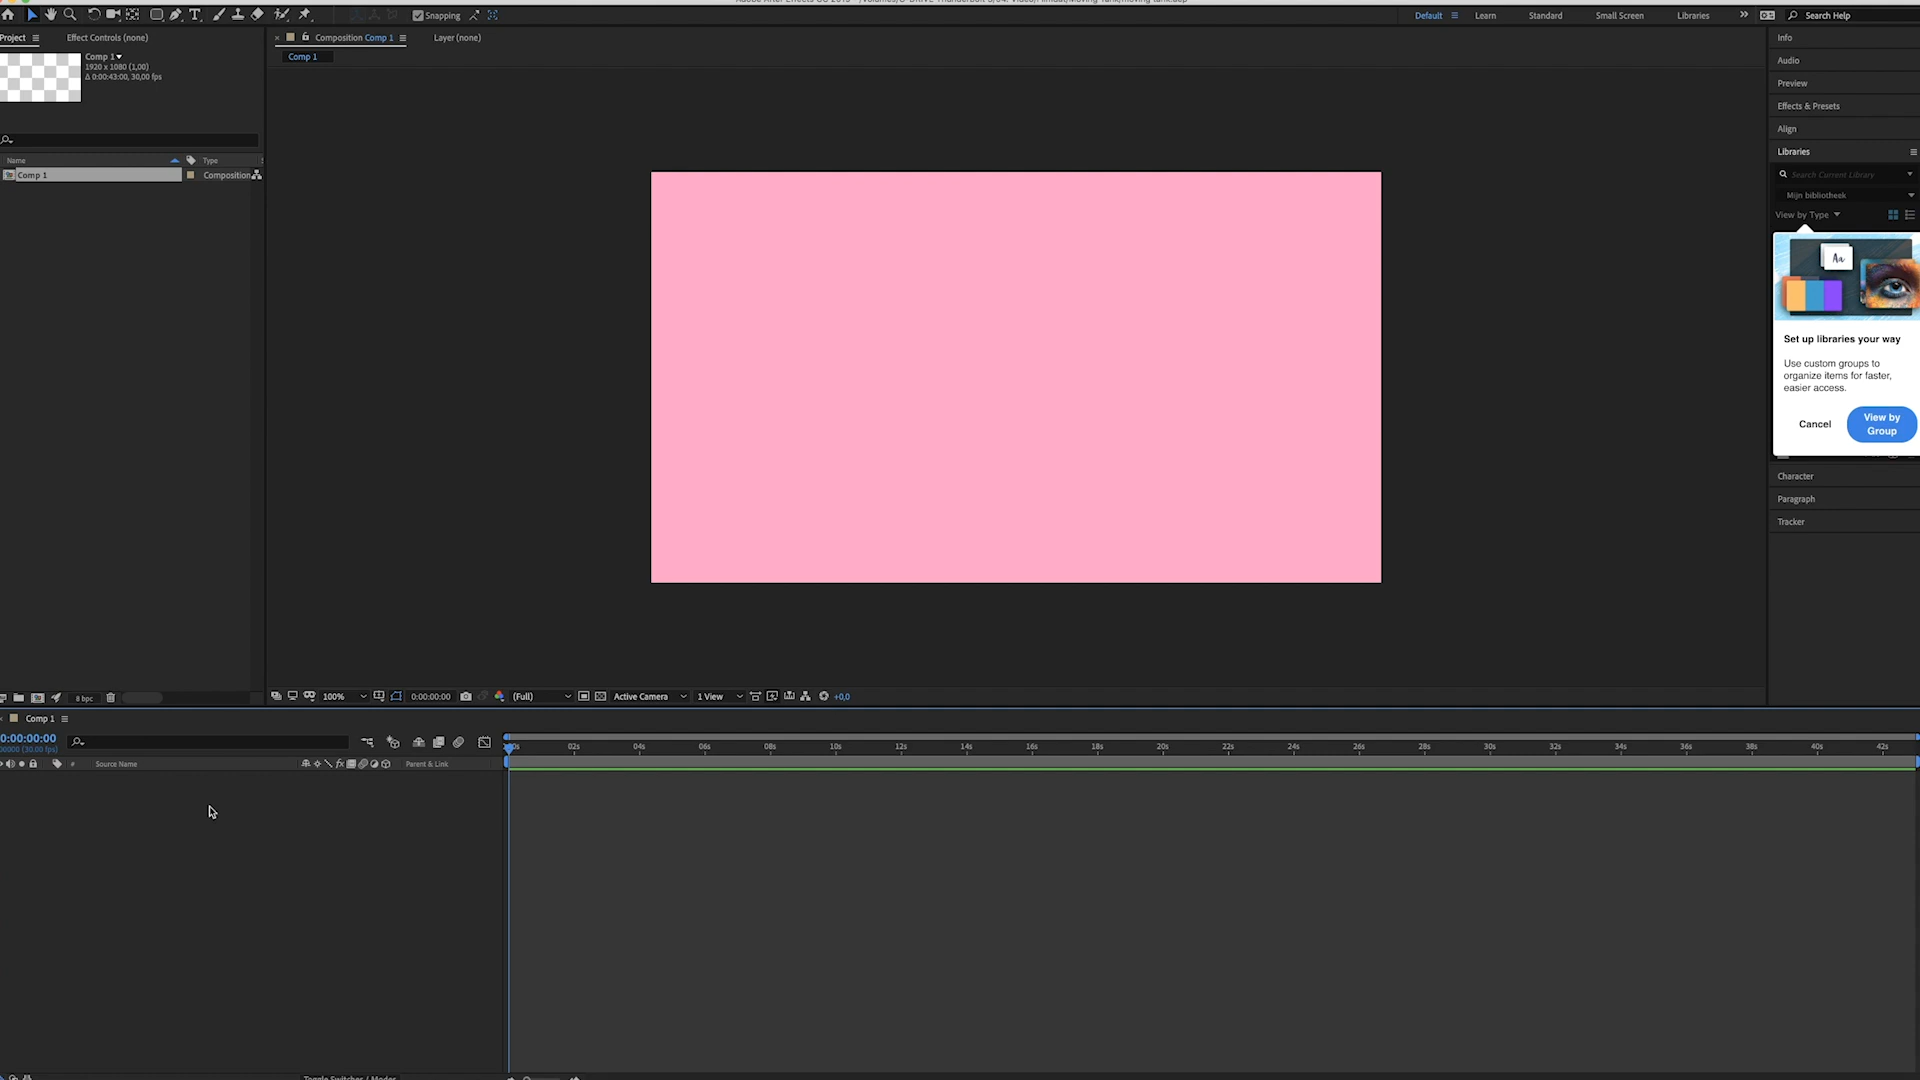 Snapping
Default
Learn
Standard
Small Screen
Libraries
Search Help
Project
Effect Controls (none)
Composition Comp 1
Layer (none)
Comp 1
Comp 1
1920 x 1080 (1,00)
Δ 0:00:43:00, 30,00 fps
Name
Type
Comp 1
Composition
Info
Audio
Preview
Effects & Presets
Align
Libraries
Search Current Library
Mijn bibliotheek
View by Type
Aa
Set up libraries your way
Use custom groups to
organize items for faster,
easier access.
Cancel
View by
Group
Character
Paragraph
Tracker
8 bpc
100%
0:00:00:00
(Full)
Active Camera
1 View
+0,0
Comp 1
0:00:00:00
00000 (30.00 fps)
02s 04s 06s 08s 10s 12s 14s 16s 18s 20s 22s 24s 26s 28s 30s 32s 34s 36s 38s 40s 42s
# Source Name
Parent & Link
Toggle Switches / Modes